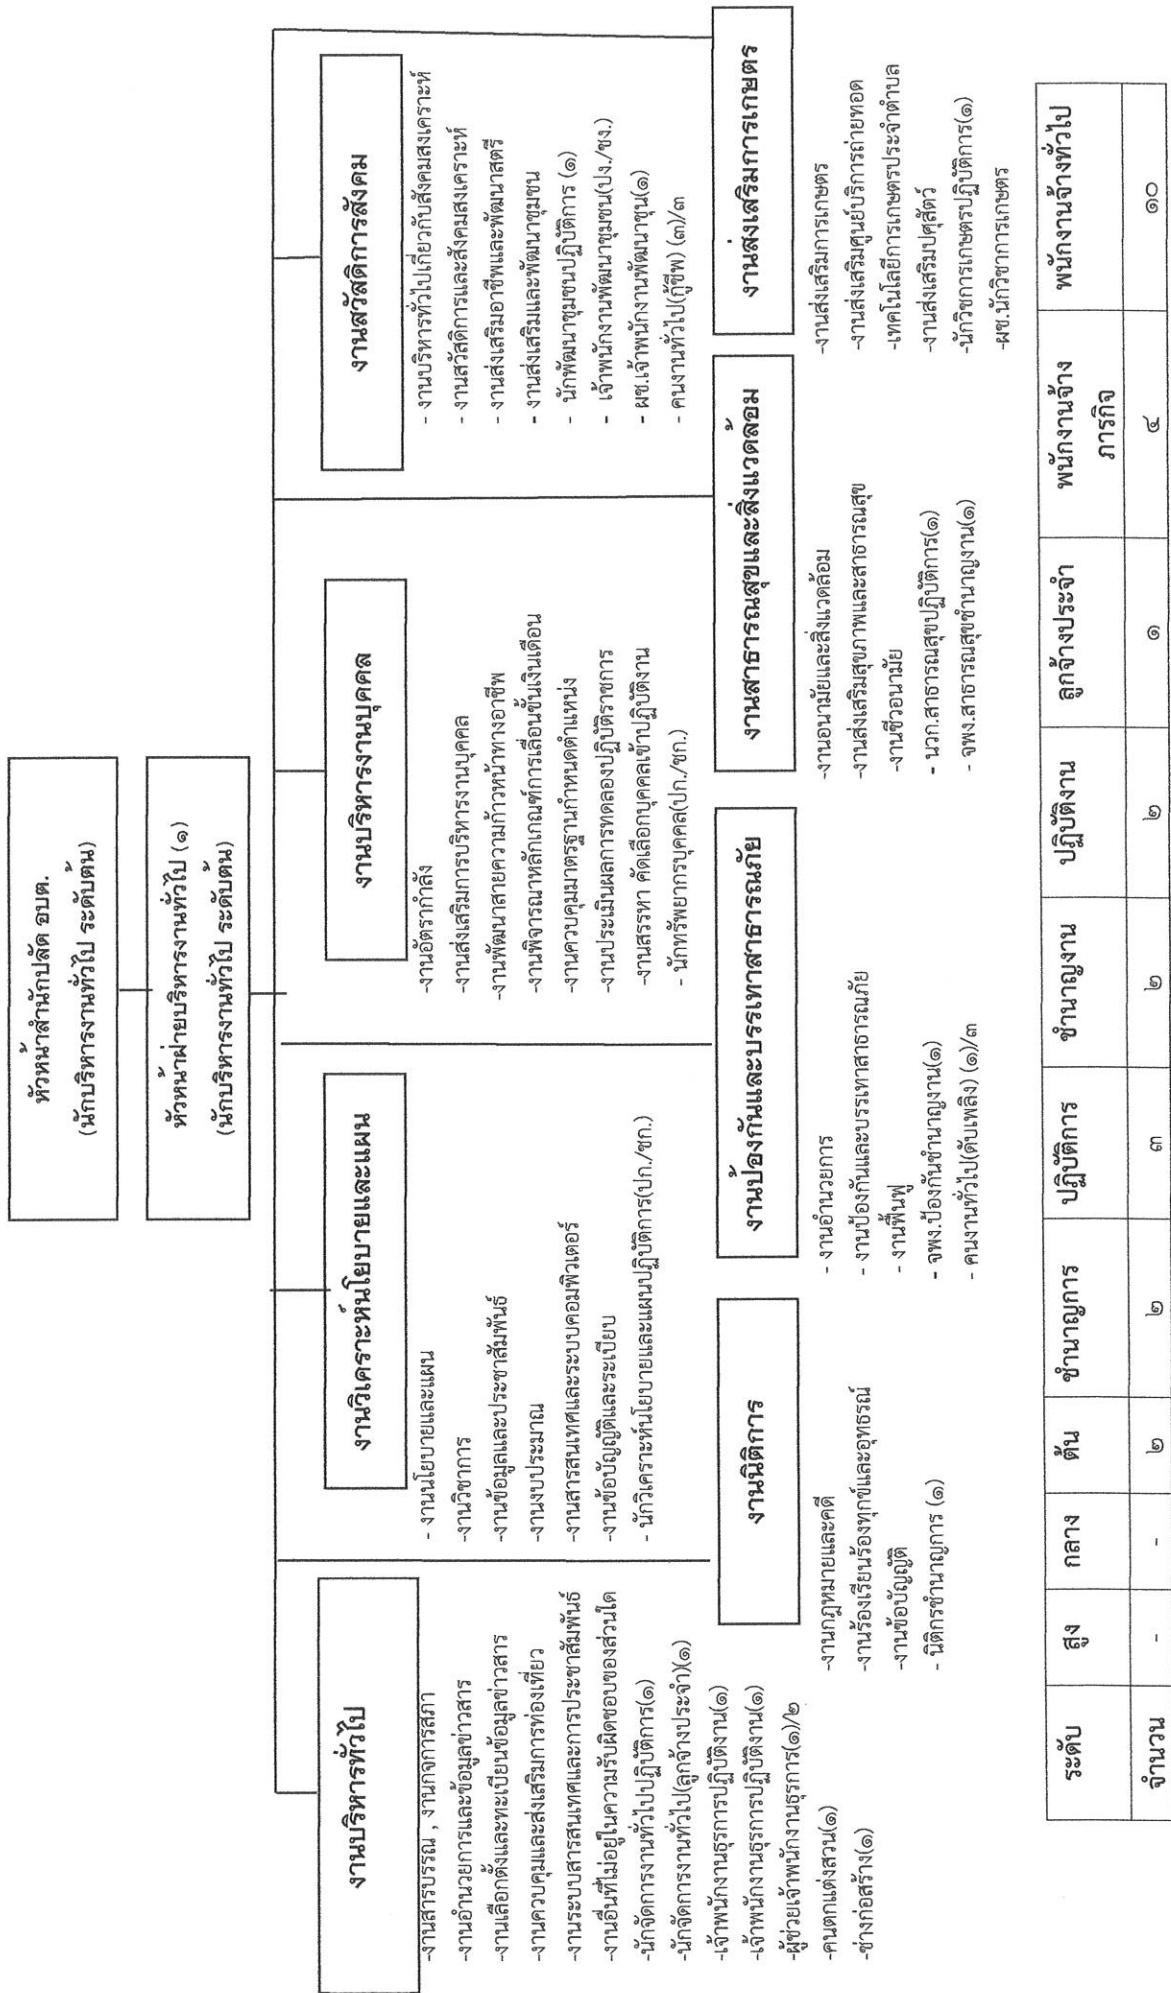 หัวหน้าสำนักปลัด อบต.
(นักบริหารงานทั่วไป ระดับต้น)
หัวหน้าฝ่ายบริหารงานทั่วไป (๑)
(นักบริหารงานทั่วไป ระดับต้น)
งานบริหารทั่วไป
-งานสารบรรณ , งานกิจการสภา
-งานอำนวยการและข้อมูลข่าวสาร
-งานเลือกตั้งและทะเบียนข้อมูลข่าวสาร
-งานควบคุมและส่งเสริมการท่องเที่ยว
-งานระบบสารสนเทศและการประชาสัมพันธ์
-งานอื่นที่ไม่อยู่ในความรับผิดชอบของส่วนใด
-นักจัดการงานทั่วไปปฏิบัติการ(๑)
-นักจัดการงานทั่วไป(ลูกจ้างประจำ)(๑)
-เจ้าพนักงานธุรการปฏิบัติงาน(๑)
-เจ้าพนักงานธุรการปฏิบัติงาน(๑)
-ผู้ช่วยเจ้าพนักงานธุรการ(๑)/๒
-คนตกแต่งสวน(๑)
-ช่างก่อสร้าง(๑)
งานวิเคราะห์นโยบายและแผน
- งานนโยบายและแผน
-งานวิชาการ
-งานข้อมูลและประชาสัมพันธ์
-งานงบประมาณ
-งานสารสนเทศและระบบคอมพิวเตอร์
-งานข้อบัญญัติและระเบียบ
- นักวิเคราะห์นโยบายและแผนปฏิบัติการ(ปก./ชก.)
งานบริหารงานบุคคล
-งานอัตรากำลัง
-งานส่งเสริมการบริหารงานบุคคล
-งานพัฒนาสายความก้าวหน้าทางอาชีพ
-งานพิจารณาหลักเกณฑ์การเลื่อนขั้นเงินเดือน
-งานควบคุมมาตรฐานกำหนดตำแหน่ง
-งานประเมินผลการทดลองปฏิบัติราชการ
-งานสรรหา คัดเลือกบุคคลเข้าปฏิบัติงาน
- นักทรัพยากรบุคคล(ปก./ชก.)
งานสวัสดิการสังคม
- งานบริหารทั่วไปเกี่ยวกับสังคมสงเคราะห์
- งานสวัสดิการและสังคมสงเคราะห์
- งานส่งเสริมอาชีพและพัฒนาสตรี
- งานส่งเสริมและพัฒนาชุมชน
- นักพัฒนาชุมชนปฏิบัติการ (๑)
- เจ้าพนักงานพัฒนาชุมชน(ปง./ชง.)
- ผช.เจ้าพนักงานพัฒนาชุน(๑)
- คนงานทั่วไป(กู้ชีพ) (๓)/๓
งานนิติการ
-งานกฎหมายและคดี
-งานร้องเรียนร้องทุกข์และอุทธรณ์
-งานข้อบัญญัติ
- นิติกรชำนาญการ (๑)
งานป้องกันและบรรเทาสาธารณภัย
- งานอำนวยการ
- งานป้องกันและบรรเทาสาธารณภัย
- งานฟื้นฟู
- จพง.ป้องกันชำนาญงาน(๑)
- คนงานทั่วไป(ดับเพลิง) (๑)/๓
งานสาธารณสุขและสิ่งแวดล้อม
-งานอนามัยและสิ่งแวดล้อม
-งานส่งเสริมสุขภาพและสาธารณสุข
-งานชีวอนามัย
- นวก.สาธารณสุขปฏิบัติการ(๑)
- จพง.สาธารณสุขชำนาญงาน(๑)
งานส่งเสริมการเกษตร
-งานส่งเสริมการเกษตร
-งานส่งเสริมศูนย์บริการถ่ายทอด
-เทคโนโลยีการเกษตรประจำตำบล
-งานส่งเสริมปศุสัตว์
-นักวิชการเกษตรปฏิบัติการ(๑)
-ผช.นักวิชาการเกษตร
ระดับ สูง กลาง ต้น ชำนาญการ ปฏิบัติการ ชำนาญงาน ปฏิบัติงาน ลูกจ้างประจำ พนักงานจ้าง ภารกิจ พนักงานจ้างทั่วไป
จำนวน - - ๒ ๒ ๓ ๒ ๒ ๑ ๔ ๑๐